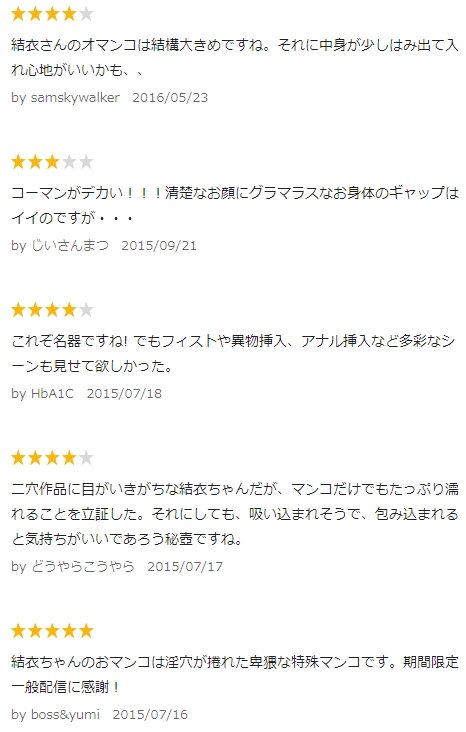 結衣さんのオマンコは結構大きめですね。それに中身が少しはみ出て入
れ心地がいいかも、、
by samskywalker 2016/05/23
コーマンがデカい！！！清楚なお顔にグラマラスなお身体のギャップは
イイのですが・・・
by じいさんまつ 2015/09/21
これぞ名器ですね! でもフィストや異物挿入、アナル挿入など多彩なシ
ーンも見せて欲しかった。
by HbA1C 2015/07/18
二穴作品に目がいきがちな結衣ちゃんだが、マンコだけでもたっぷり濡
れることを立証した。それにしても、吸い込まれそうで、包み込まれる
と気持ちがいいであろう秘壺ですね。
by どうやらこうやら 2015/07/17
結衣ちゃんのおマンコは淫穴が捲れた卑猥な特殊マンコです。期間限定
一般配信に感謝！
by boss&yumi 2015/07/16